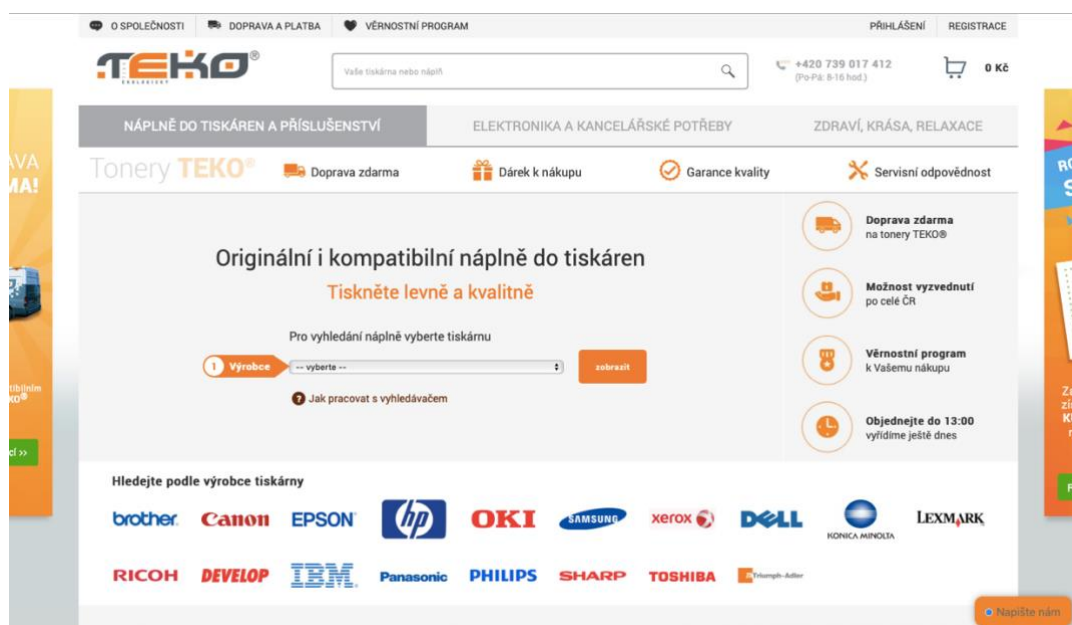 O SPOLEČNOSTI DOPRAVA A PLATBA VĚRNOSTNÍ PROGRAM PŘIHLÁŠENÍ REGISTRACE
TEKO®
EKOLOGICKY
Vaše tiskárna nebo náplň
+420 739 017 412
(Po-Pá: 8-16 hod.)
0 Kč
NÁPLNĚ DO TISKÁREN A PŘÍSLUŠENSTVÍ ELEKTRONIKA A KANCELÁŘSKÉ POTŘEBY ZDRAVÍ, KRÁSA, RELAXACE
Tonery TEKO® Doprava zdarma Dárek k nákupu Garance kvality Servisní odpovědnost
Originální i kompatibilní náplně do tiskáren
Tiskněte levně a kvalitně
Pro vyhledání náplně vyberte tiskárnu
1 Výrobce -- vyberte -- zobrazit
? Jak pracovat s vyhledávačem
Doprava zdarma
na tonery TEKO®
Možnost vyzvednutí
po celé ČR
Věrnostní program
k Vašemu nákupu
Objednejte do 13:00
vyřídíme ještě dnes
Hledejte podle výrobce tiskárny
brother Canon EPSON hp OKI SAMSUNG xerox DELL KONICA MINOLTA LEXMARK
RICOH DEVELOP IBM Panasonic PHILIPS SHARP TOSHIBA Triumph-Adler
Napište nám